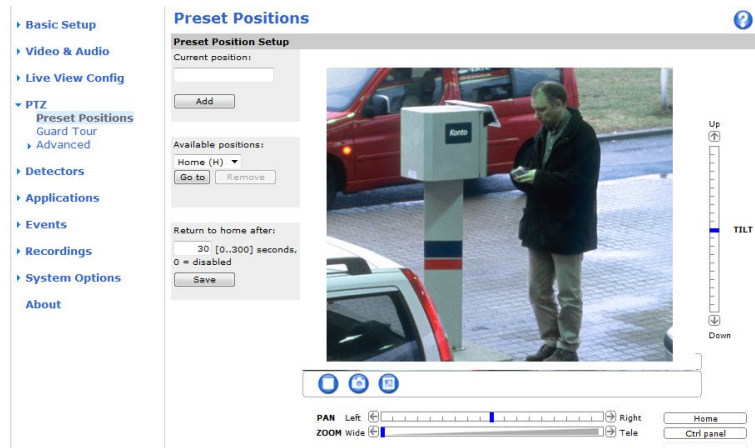 Basic Setup
Video & Audio
Live View Config
PTZ
Preset Positions
Guard Tour
Advanced
Detectors
Applications
Events
Recordings
System Options
About
Preset Positions
?
Preset Position Setup
Current position:
Add
Available positions:
Home (H)
Go to Remove
Return to home after:
30 [0..300] seconds,
0 = disabled
Save
Konto
Up
TILT
Down
PAN Left Right Home
ZOOM Wide Tele Ctrl panel